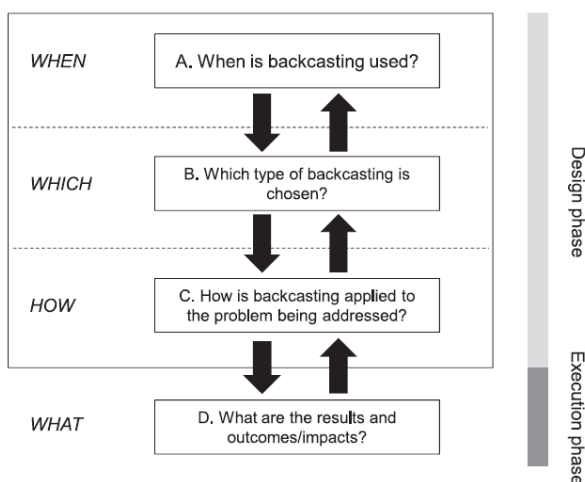 WHEN
A. When is backcasting used?
WHICH
B. Which type of backcasting is
chosen?
HOW
C. How is backcasting applied to
the problem being addressed?
WHAT
D. What are the results and
outcomes/impacts?
Design phase
Execution phase